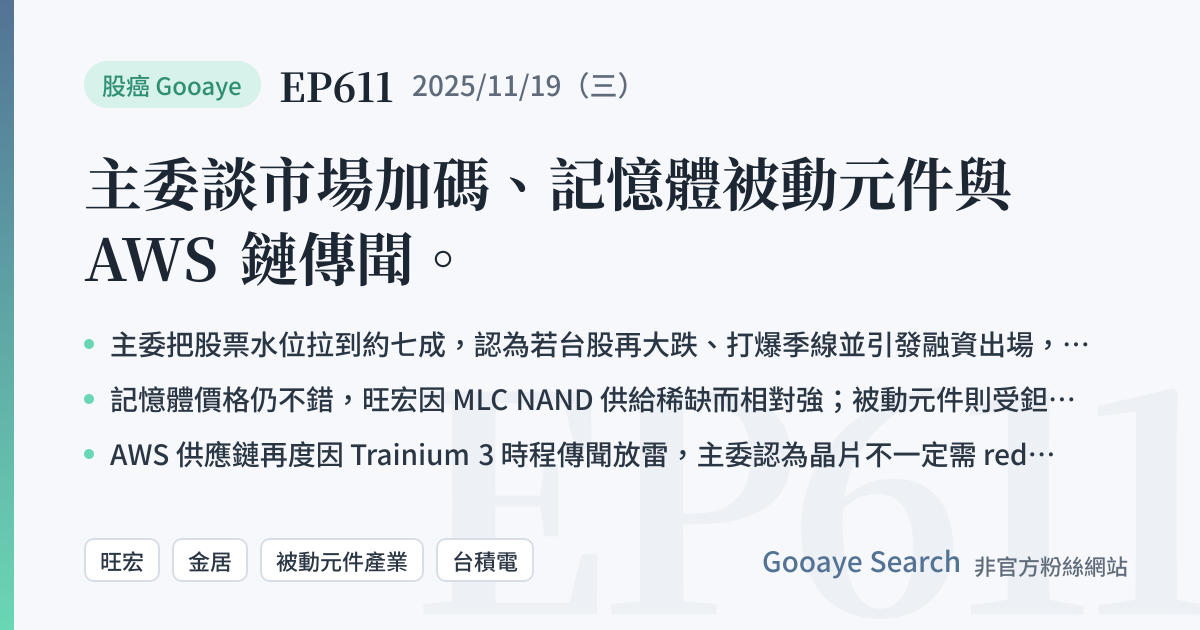 股癌 Gooaye EP611 2025/11/19（三）
主委談市場加碼、記憶體被動元件與
AWS 鏈傳聞。
主委把股票水位拉到約七成，認為若台股再大跌、打爆季線並引發融資出場，…
記憶體價格仍不錯，旺宏因 MLC NAND 供給稀缺而相對強；被動元件則受鉭…
AWS 供應鏈再度因 Trainium 3 時程傳聞放雷，主委認為晶片不一定需 red…
旺宏 金居 被動元件產業 台積電
Gooaye Search 非官方粉絲網站
EP611